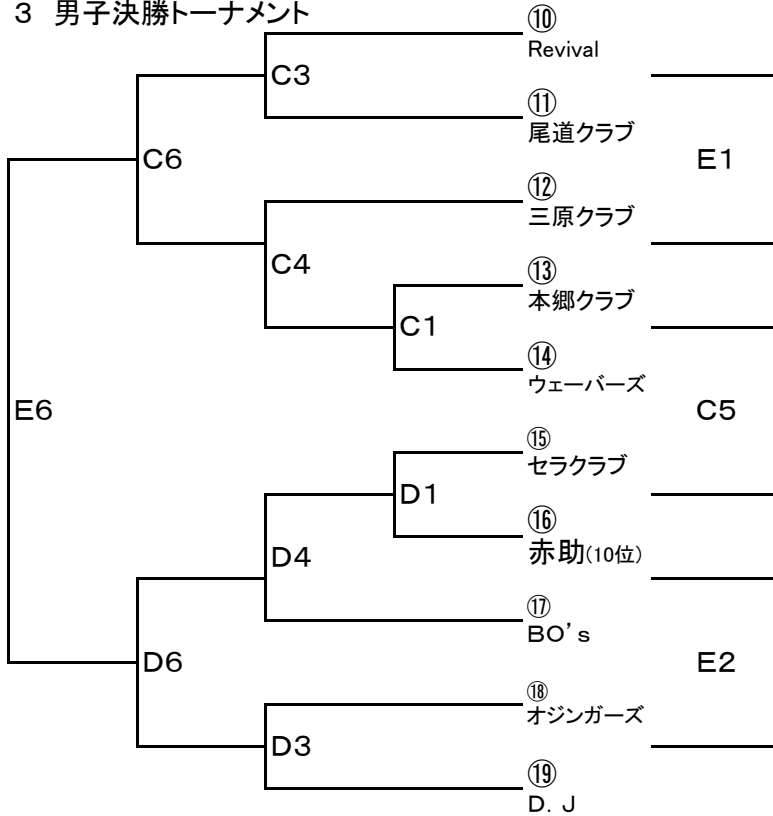 3 男子決勝トーナメント
⑩
Revival
C3
⑪
尾道クラブ
C6
E1
⑫
三原クラブ
C4
⑬
本郷クラブ
C1
⑭
ウェーバーズ
E6
C5
⑮
セラクラブ
D1
⑯
赤助(10位)
D4
⑰
BO's
D6
E2
⑱
オジンガーズ
D3
⑲
D. J